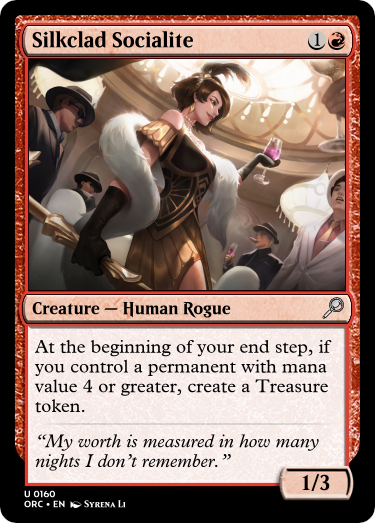 Silkclad Socialite 1
Creature — Human Rogue
At the beginning of your end step, if
you control a permanent with mana
value 4 or greater, create a Treasure
token.
“My worth is measured in how many
nights I don’t remember.”
1/3
U 0160
ORC • EN Syrena Li